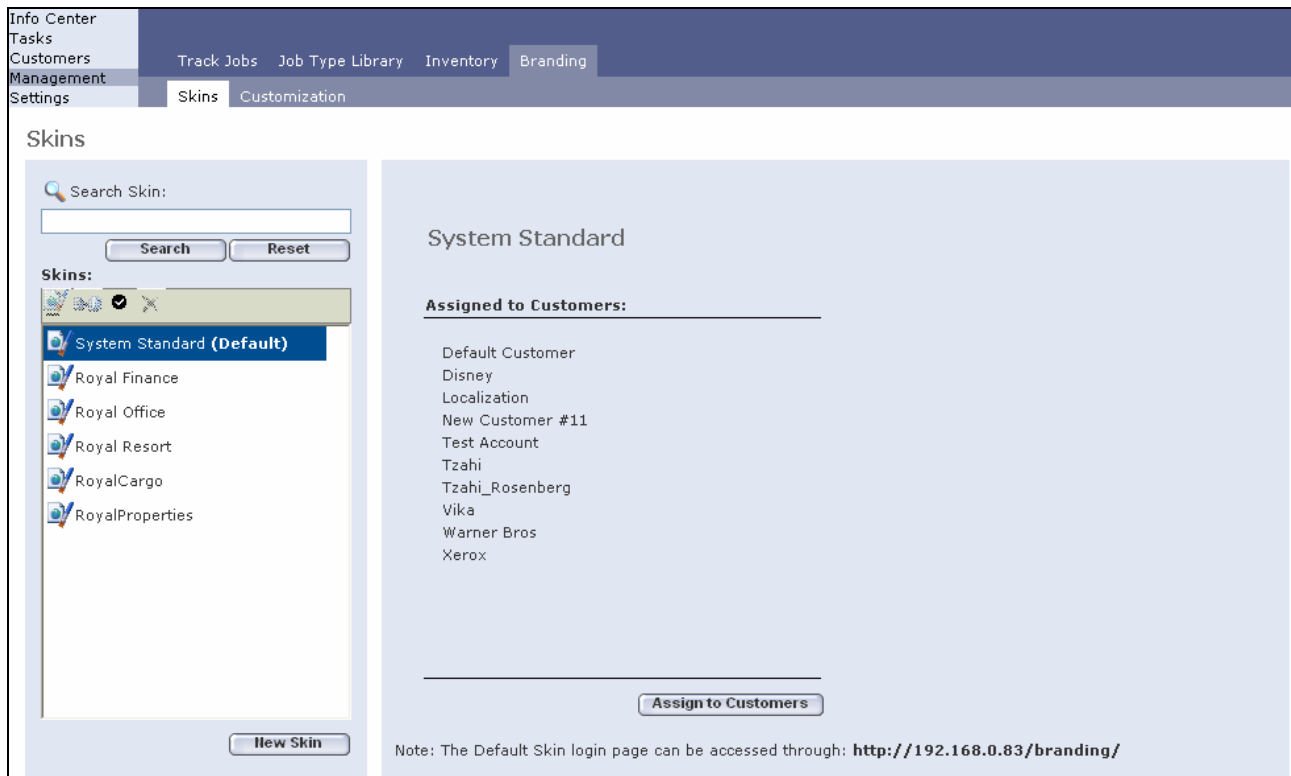 Info Center
Tasks
Customers
Management
Settings
Track Jobs Job Type Library Inventory Branding
Skins Customization
Skins
Search Skin:
Search Reset
Skins:
System Standard (Default)
Royal Finance
Royal Office
Royal Resort
RoyalCargo
RoyalProperties
New Skin
System Standard
Assigned to Customers:
Default Customer
Disney
Localization
New Customer #11
Test Account
Tzahi
Tzahi_Rosenberg
Vika
Warner Bros
Xerox
Assign to Customers
Note: The Default Skin login page can be accessed through: http://192.168.0.83/branding/